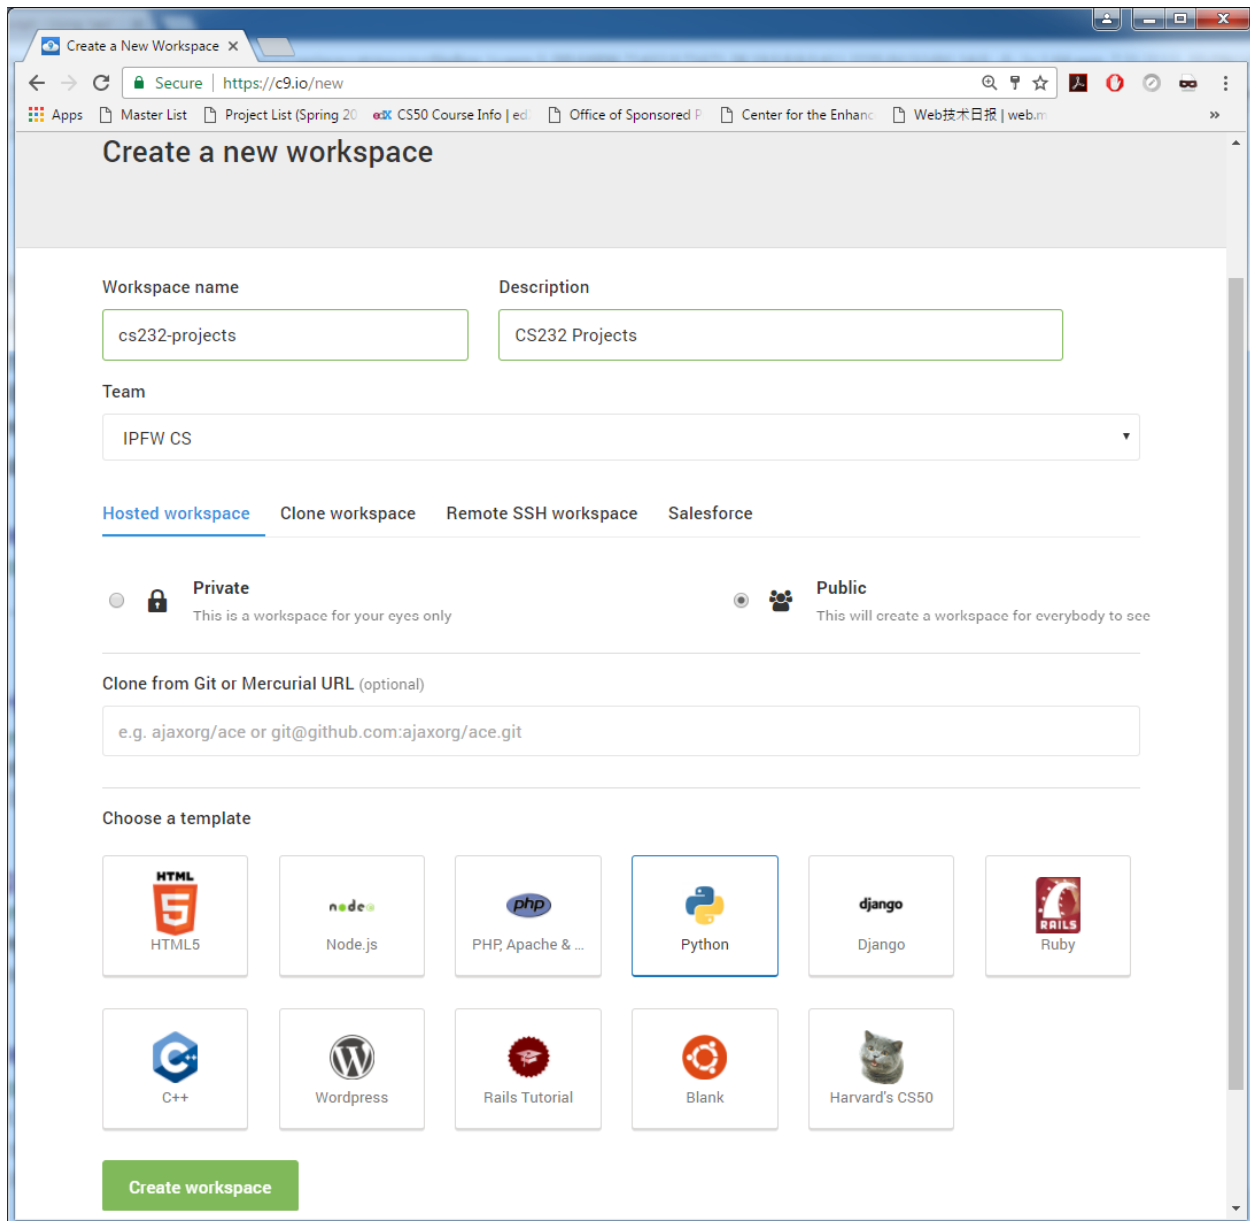 Create a New Workspace
Secure | https://c9.io/new
Apps Master List Project List (Spring 20 edX CS50 Course Info | ed Office of Sponsored P Center for the Enhanc Web技术日报 | web.m »
Create a new workspace
Workspace name Description
cs232-projects CS232 Projects
Team
IPFW CS
Hosted workspace Clone workspace Remote SSH workspace Salesforce
Private Public
This is a workspace for your eyes only This will create a workspace for everybody to see
Clone from Git or Mercurial URL (optional)
e.g. ajaxorg/ace or git@github.com:ajaxorg/ace.git
Choose a template
HTML 5 node php django RAILS
HTML5 Node.js PHP, Apache & ... Python Django Ruby
C++ Wordpress Rails Tutorial Blank Harvard's CS50
Create workspace